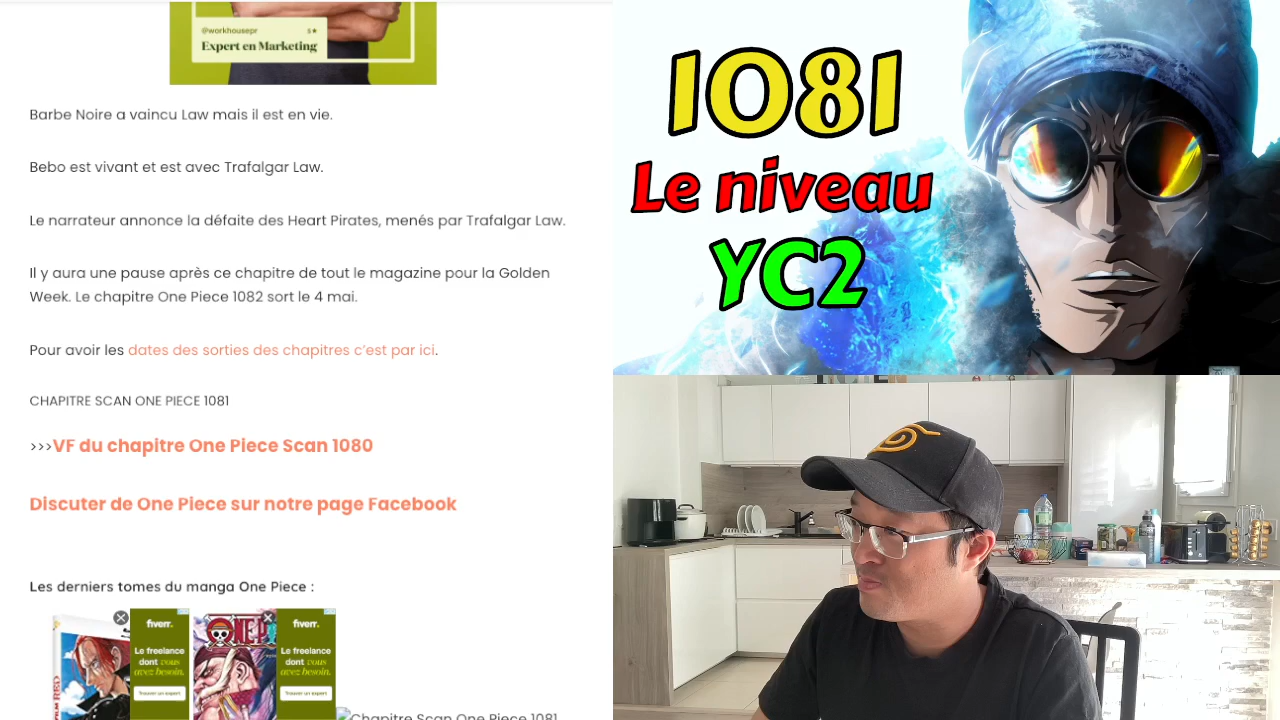 @workhousepr 5★
Expert en Marketing
Barbe Noire a vaincu Law mais il est en vie.
Bebo est vivant et est avec Trafalgar Law.
Le narrateur annonce la défaite des Heart Pirates, menés par Trafalgar Law.
Il y aura une pause après ce chapitre de tout le magazine pour la Golden
Week. Le chapitre One Piece 1082 sort le 4 mai.
Pour avoir les dates des sorties des chapitres c'est par ici.
CHAPITRE SCAN ONE PIECE 1081
>>>VF du chapitre One Piece Scan 1080
Discuter de One Piece sur notre page Facebook
Les derniers tomes du manga One Piece :
fiverr.
Le freelance
dont vous
avez besoin.
Trouver un expert
RED
ONE P
fiverr.
Le freelance
dont vous
avez besoin.
Trouver un expert
Chapitre Scan One Piece 1081
1081
Le niveau
YC2